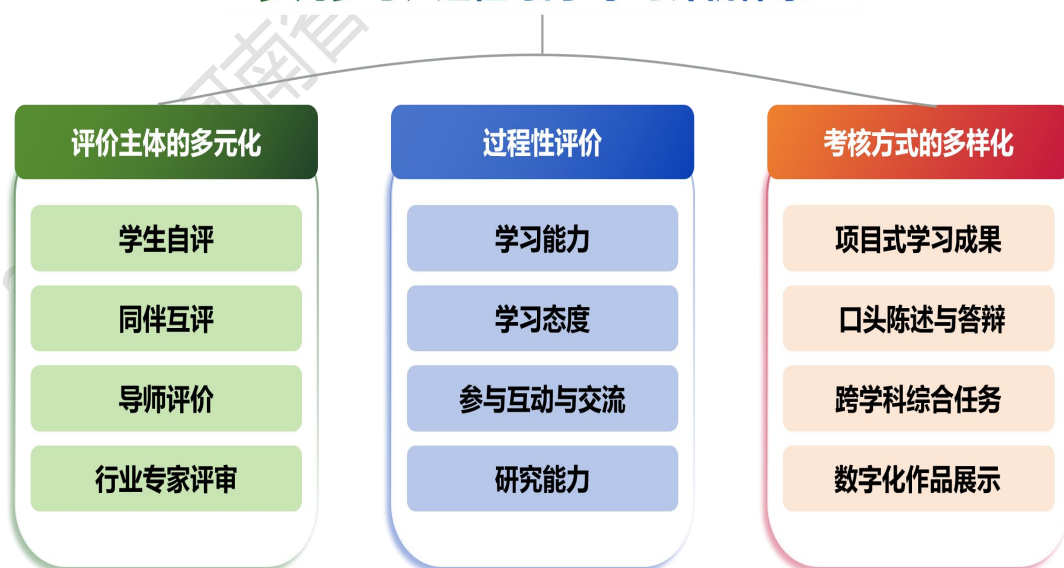 评价主体的多元化
学生自评
同伴互评
导师评价
行业专家评审
过程性评价
学习能力
学习态度
参与互动与交流
研究能力
考核方式的多样化
项目式学习成果
口头陈述与答辩
跨学科综合任务
数字化作品展示